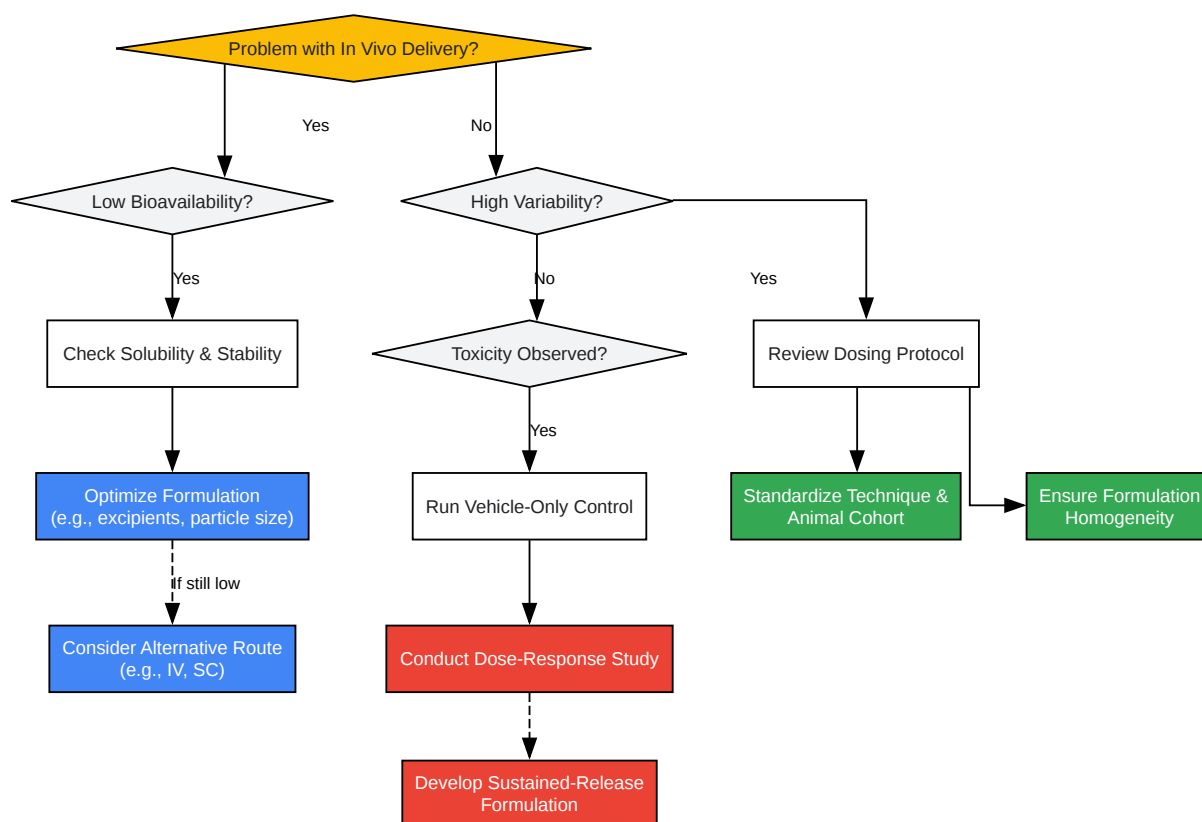 Problem with In Vivo Delivery?
Yes
No
Low Bioavailability?
High Variability?
Yes
No
Yes
Check Solubility & Stability
Toxicity Observed?
Review Dosing Protocol
Yes
Optimize Formulation
(e.g., excipients, particle size)
Run Vehicle-Only Control
Standardize Technique &
Animal Cohort
Ensure Formulation
Homogeneity
If still low
Consider Alternative Route
(e.g., IV, SC)
Conduct Dose-Response Study
Develop Sustained-Release
Formulation